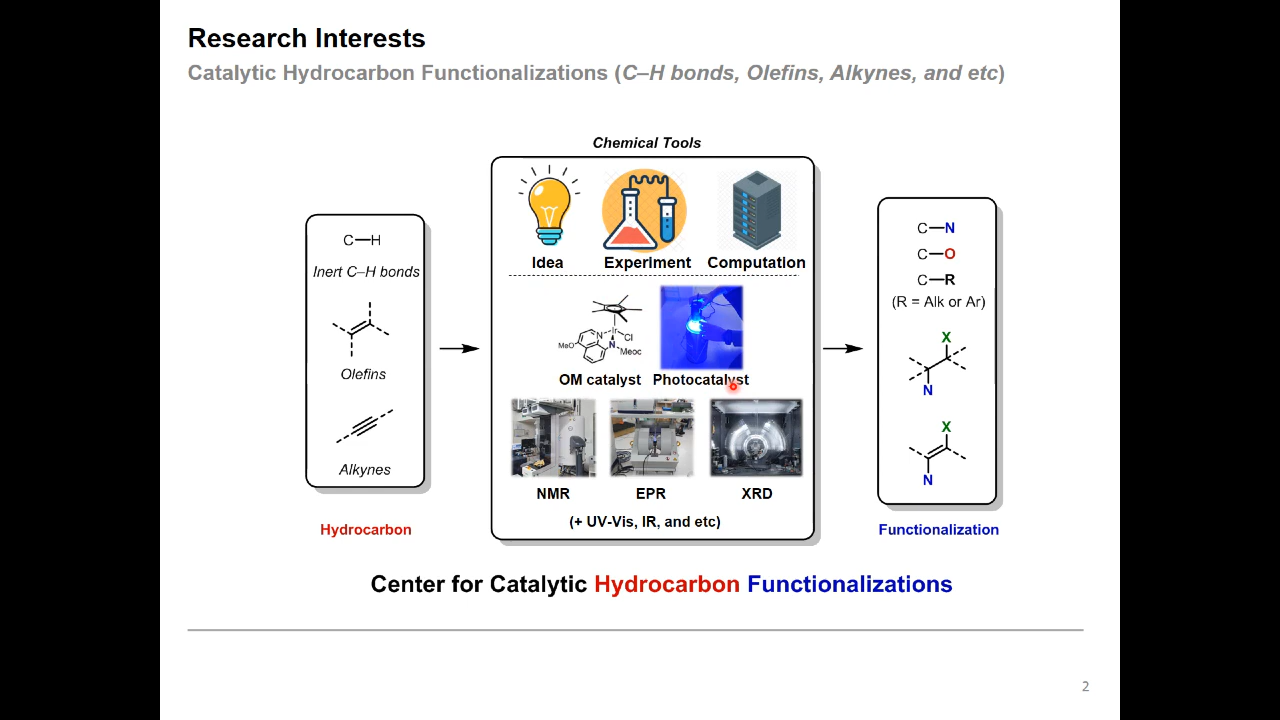 Research Interests
Catalytic Hydrocarbon Functionalizations (C–H bonds, Olefins, Alkynes, and etc)
Chemical Tools
C—H
Inert C–H bonds
Olefins
Alkynes
Hydrocarbon
Idea Experiment Computation
Ir
Cl
N
N
MeO
Meoc
OM catalyst Photocatalyst
NMR EPR XRD
(+ UV-Vis, IR, and etc)
C—N
C—O
C—R
(R = Alk or Ar)
X
N
X
N
Functionalization
Center for Catalytic Hydrocarbon Functionalizations
2